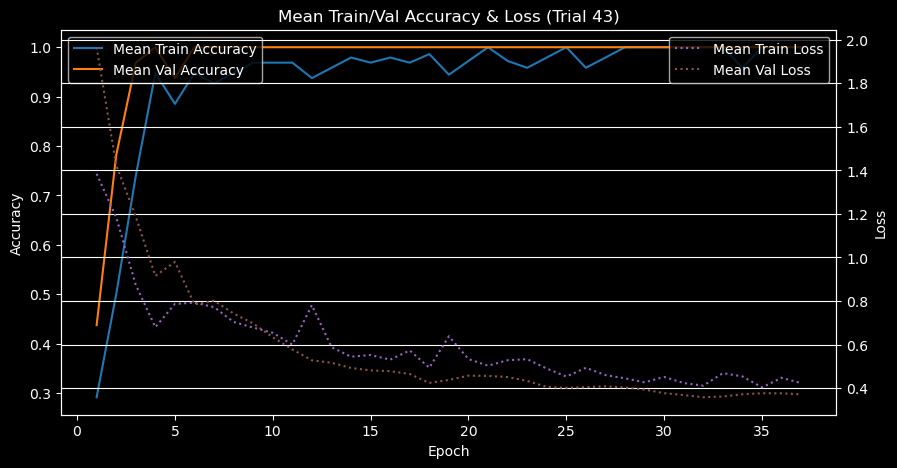 Mean Train/Val Accuracy & Loss (Trial 43)
Mean Train Accuracy
Mean Val Accuracy
Mean Train Loss
Mean Val Loss
1.0
0.9
0.8
0.7
0.6
0.5
0.4
0.3
Accuracy
2.0
1.8
1.6
1.4
1.2
1.0
0.8
0.6
0.4
Loss
0 5 10 15 20 25 30 35
Epoch